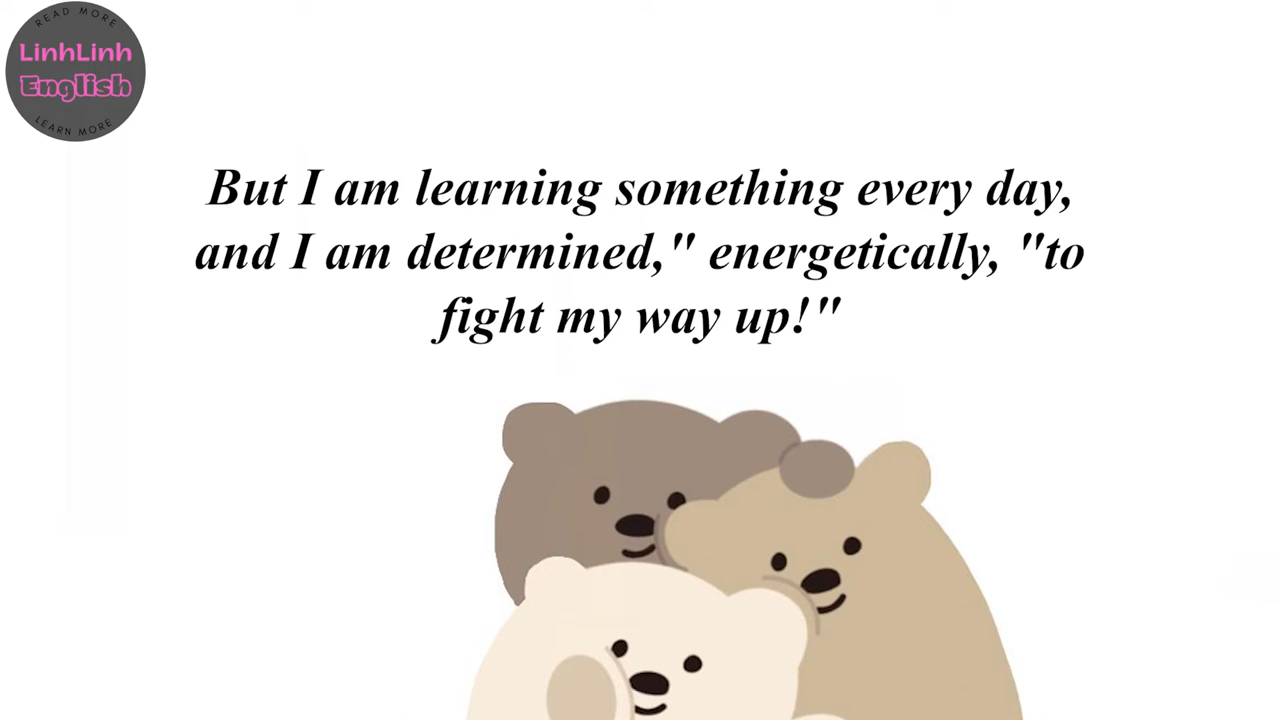 READ MORE
LinhLinh
English
LEARN MORE
But I am learning something every day,
and I am determined," energetically, "to
fight my way up!"